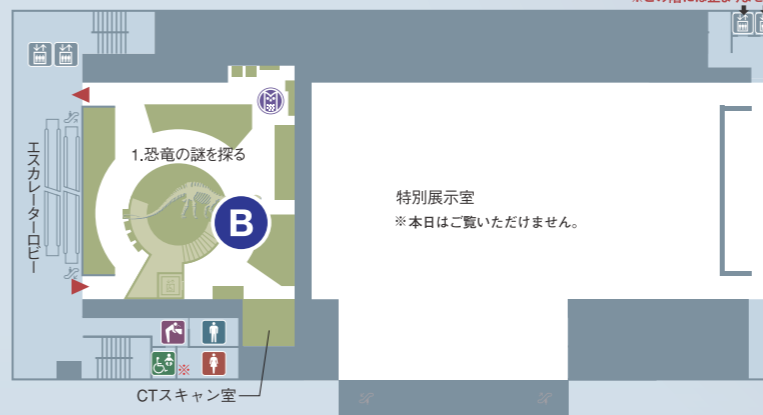 1.恐竜の謎を探る
B
エスカレーターロビー
特別展示室
※本日はご覧いただけません。
※
CTスキャン室